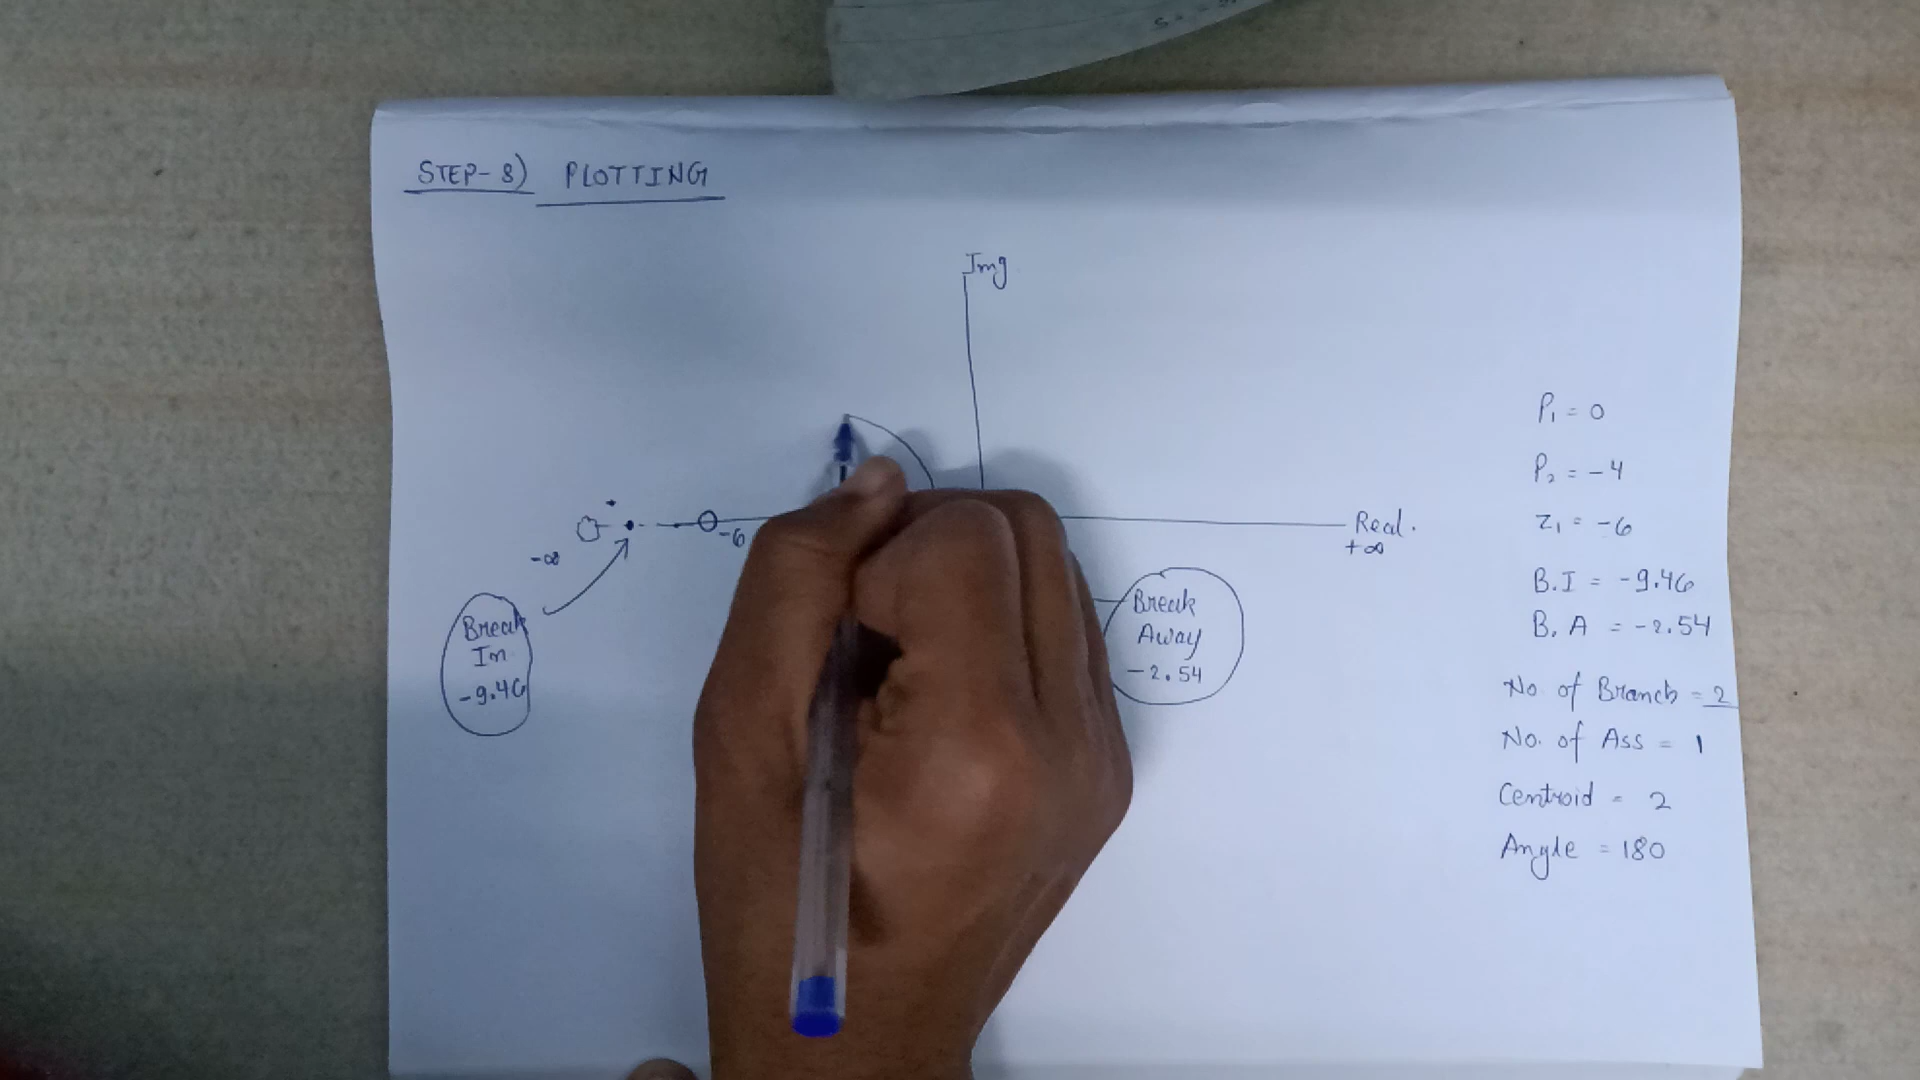 STEP-8) PLOTTING
Img
-6
-∞
Real.
+∞
Break
In
-9.46
Break
Away
-2.54
P₁ = 0
P₂ = -4
Z₁ = -6
B.I = -9.46
B.A = -2.54
No of Branch = 2
No. of Ass = 1
Centroid = 2
Angle = 180